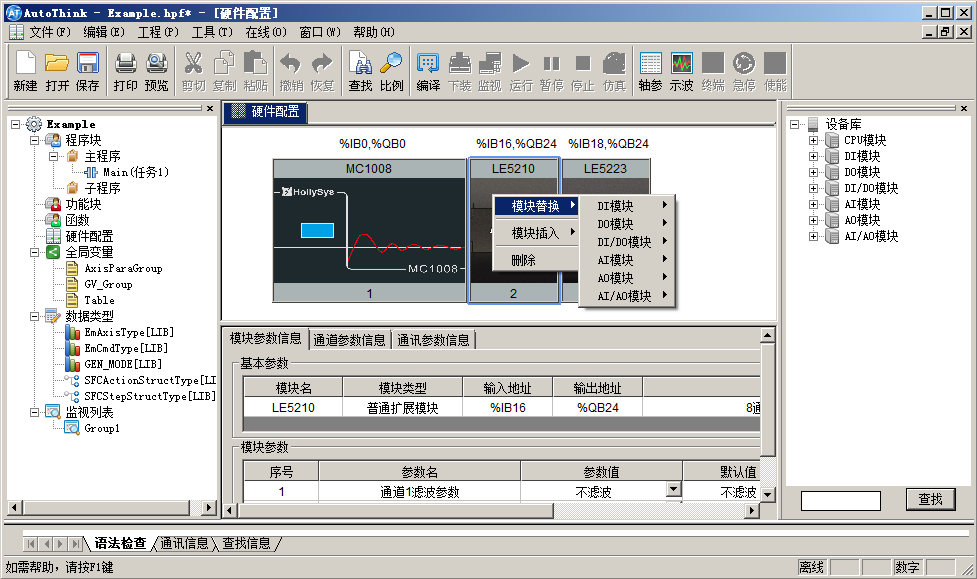 AutoThink - Example.hpf* - [硬件配置]
文件(F) 编辑(E) 工程(P) 工具(T) 在线(O) 窗口(W) 帮助(H)
新建 打开 保存 打印 预览 剪切 复制 粘贴 撤销 恢复 查找 比例 编译 下装 监视 运行 暂停 停止 仿真 轴参 示波 终端 急停 使能
Example
程序块
主程序
Main(任务1)
子程序
功能块
函数
硬件配置
全局变量
AxisParaGroup
GV_Group
Table
数据类型
EmAxisType[LIB]
EmCmdType[LIB]
GEN_MODE[LIB]
SFCActionStructType[LI
SFCStepStructType[LIB]
监视列表
Group1
硬件配置
%IB0,%QB0 %IB16,%QB24 %IB18,%QB24
MC1008 LE5210 LE5223
HollySys
MC1008
1 2
模块替换
模块插入
删除
DI模块
DO模块
DI/DO模块
AI模块
AO模块
AI/AO模块
模块参数信息 通道参数信息 通讯参数信息
基本参数
模块名 模块类型 输入地址 输出地址
LE5210 普通扩展模块 %IB16 %QB24 8通
模块参数
序号 参数名 参数值 默认值
1 通道1滤波参数 不滤波 不滤波
设备库
CPU模块
DI模块
DO模块
DI/DO模块
AI模块
AO模块
AI/AO模块
查找
语法检查 通讯信息 查找信息
如需帮助，请按F1键 离线 数字